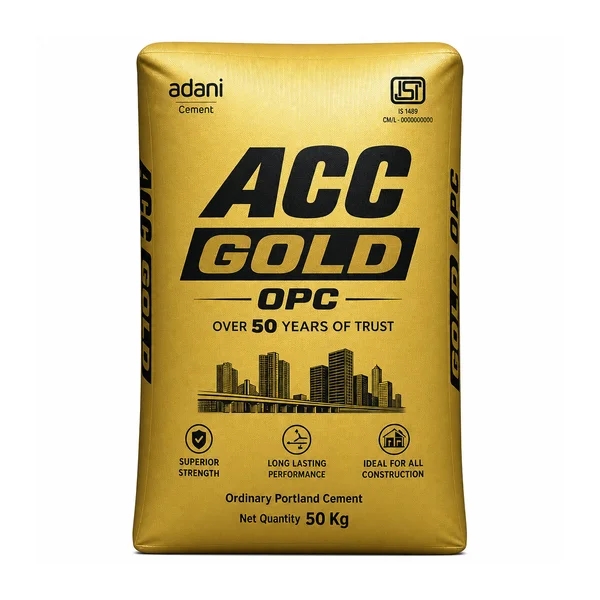 adani
Cement
ISI
IS 1489
CM/L - 0000000000
ACC
GOLD
OPC
OVER 50 YEARS OF TRUST
SUPERIOR
STRENGTH
LONG LASTING
PERFORMANCE
IDEAL FOR ALL
CONSTRUCTION
Ordinary Portland Cement
Net Quantity 50 Kg
ACC GOLD
GOLD OPC